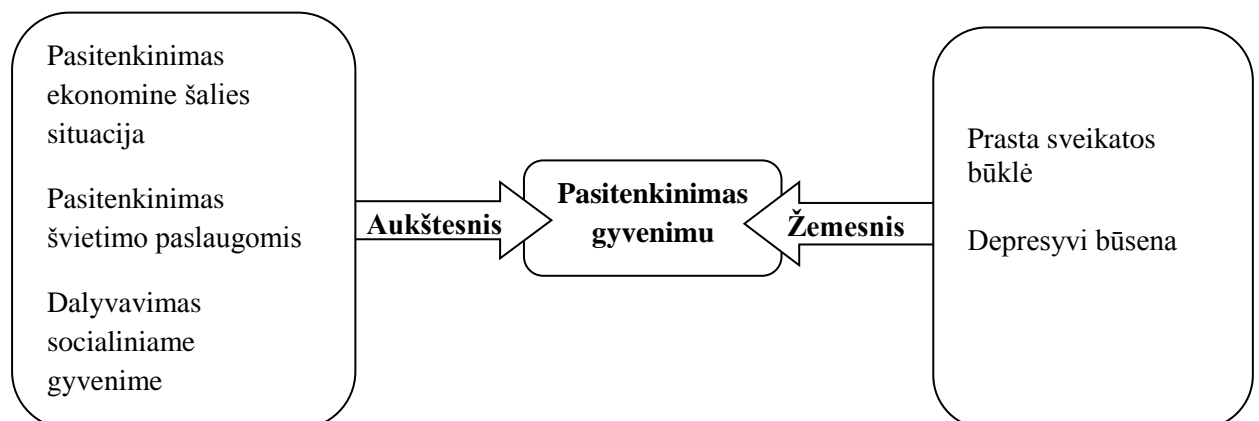 Pasitenkinimas
ekonomine šalies
situacija
Pasitenkinimas
švietimo paslaugomis
Dalyvavimas
socialiniame
gyvenime
Aukštesnis
Pasitenkinimas
gyvenimu
Žemesnis
Prasta sveikatos
būklė
Depresyvi būsena